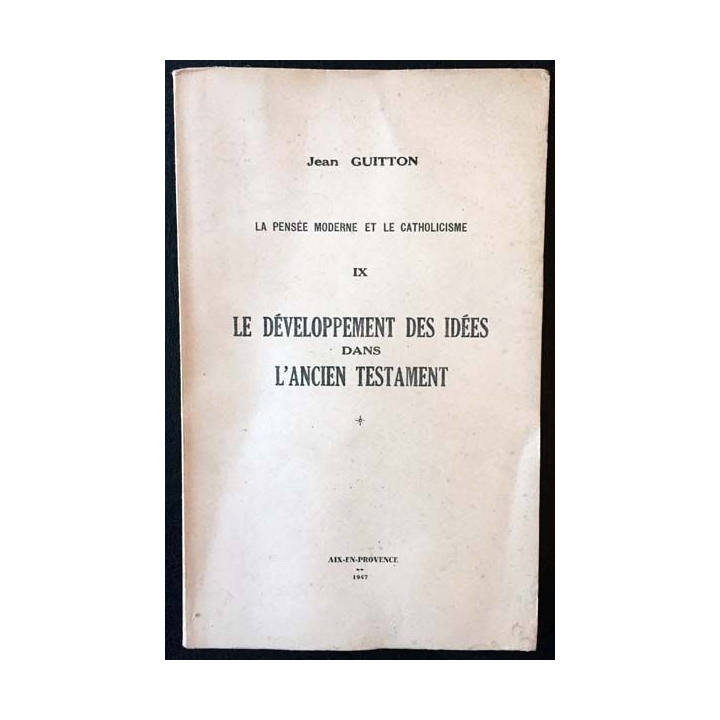 Jean GUITTON
LA PENSÉE MODERNE ET LE CATHOLICISME
IX
LE DÉVELOPPEMENT DES IDÉES
DANS
L'ANCIEN TESTAMENT
AIX-EN-PROVENCE
1947